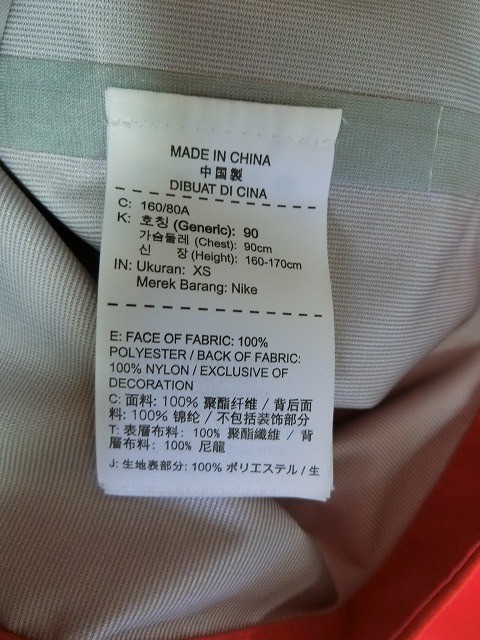 MADE IN CHINA
中国製
DIBUAT DI CINA
C: 160/80A
K: 호칭 (Generic): 90
가슴둘레 (Chest): 90cm
신 장 (Height): 160-170cm
IN: Ukuran: XS
Merek Barang: Nike
E: FACE OF FABRIC: 100%
POLYESTER / BACK OF FABRIC:
100% NYLON / EXCLUSIVE OF
DECORATION
C: 面料: 100% 聚酯纤维 / 背后面
料: 100% 锦纶 / 不包括装饰部分
T: 表層布料: 100% 聚酯纖維 / 背
層布料: 100% 尼龍
J: 生地表部分: 100% ポリエステル / 生